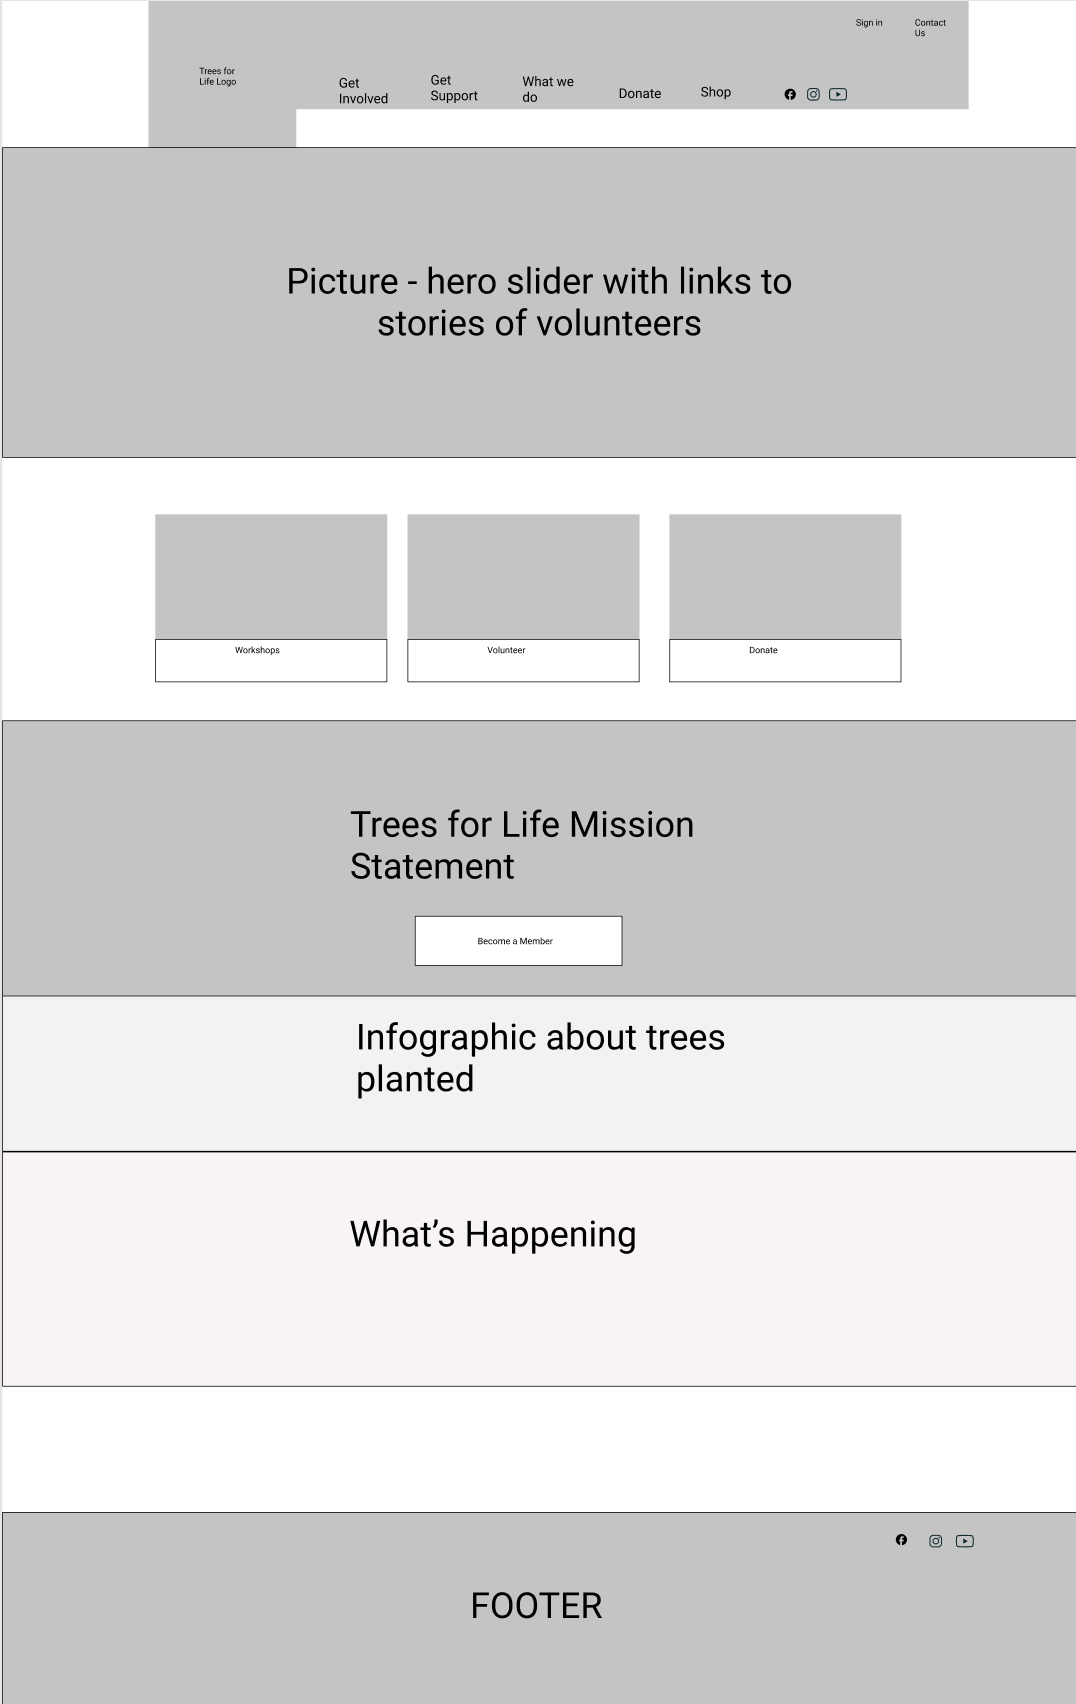 Sign in
Contact
Us
Trees for
Life Logo
Get
Involved
Get
Support
What we
do
Donate
Shop
Picture - hero slider with links to
stories of volunteers
Workshops
Volunteer
Donate
Trees for Life Mission
Statement
Become a Member
Infographic about trees
planted
What’s Happening
FOOTER